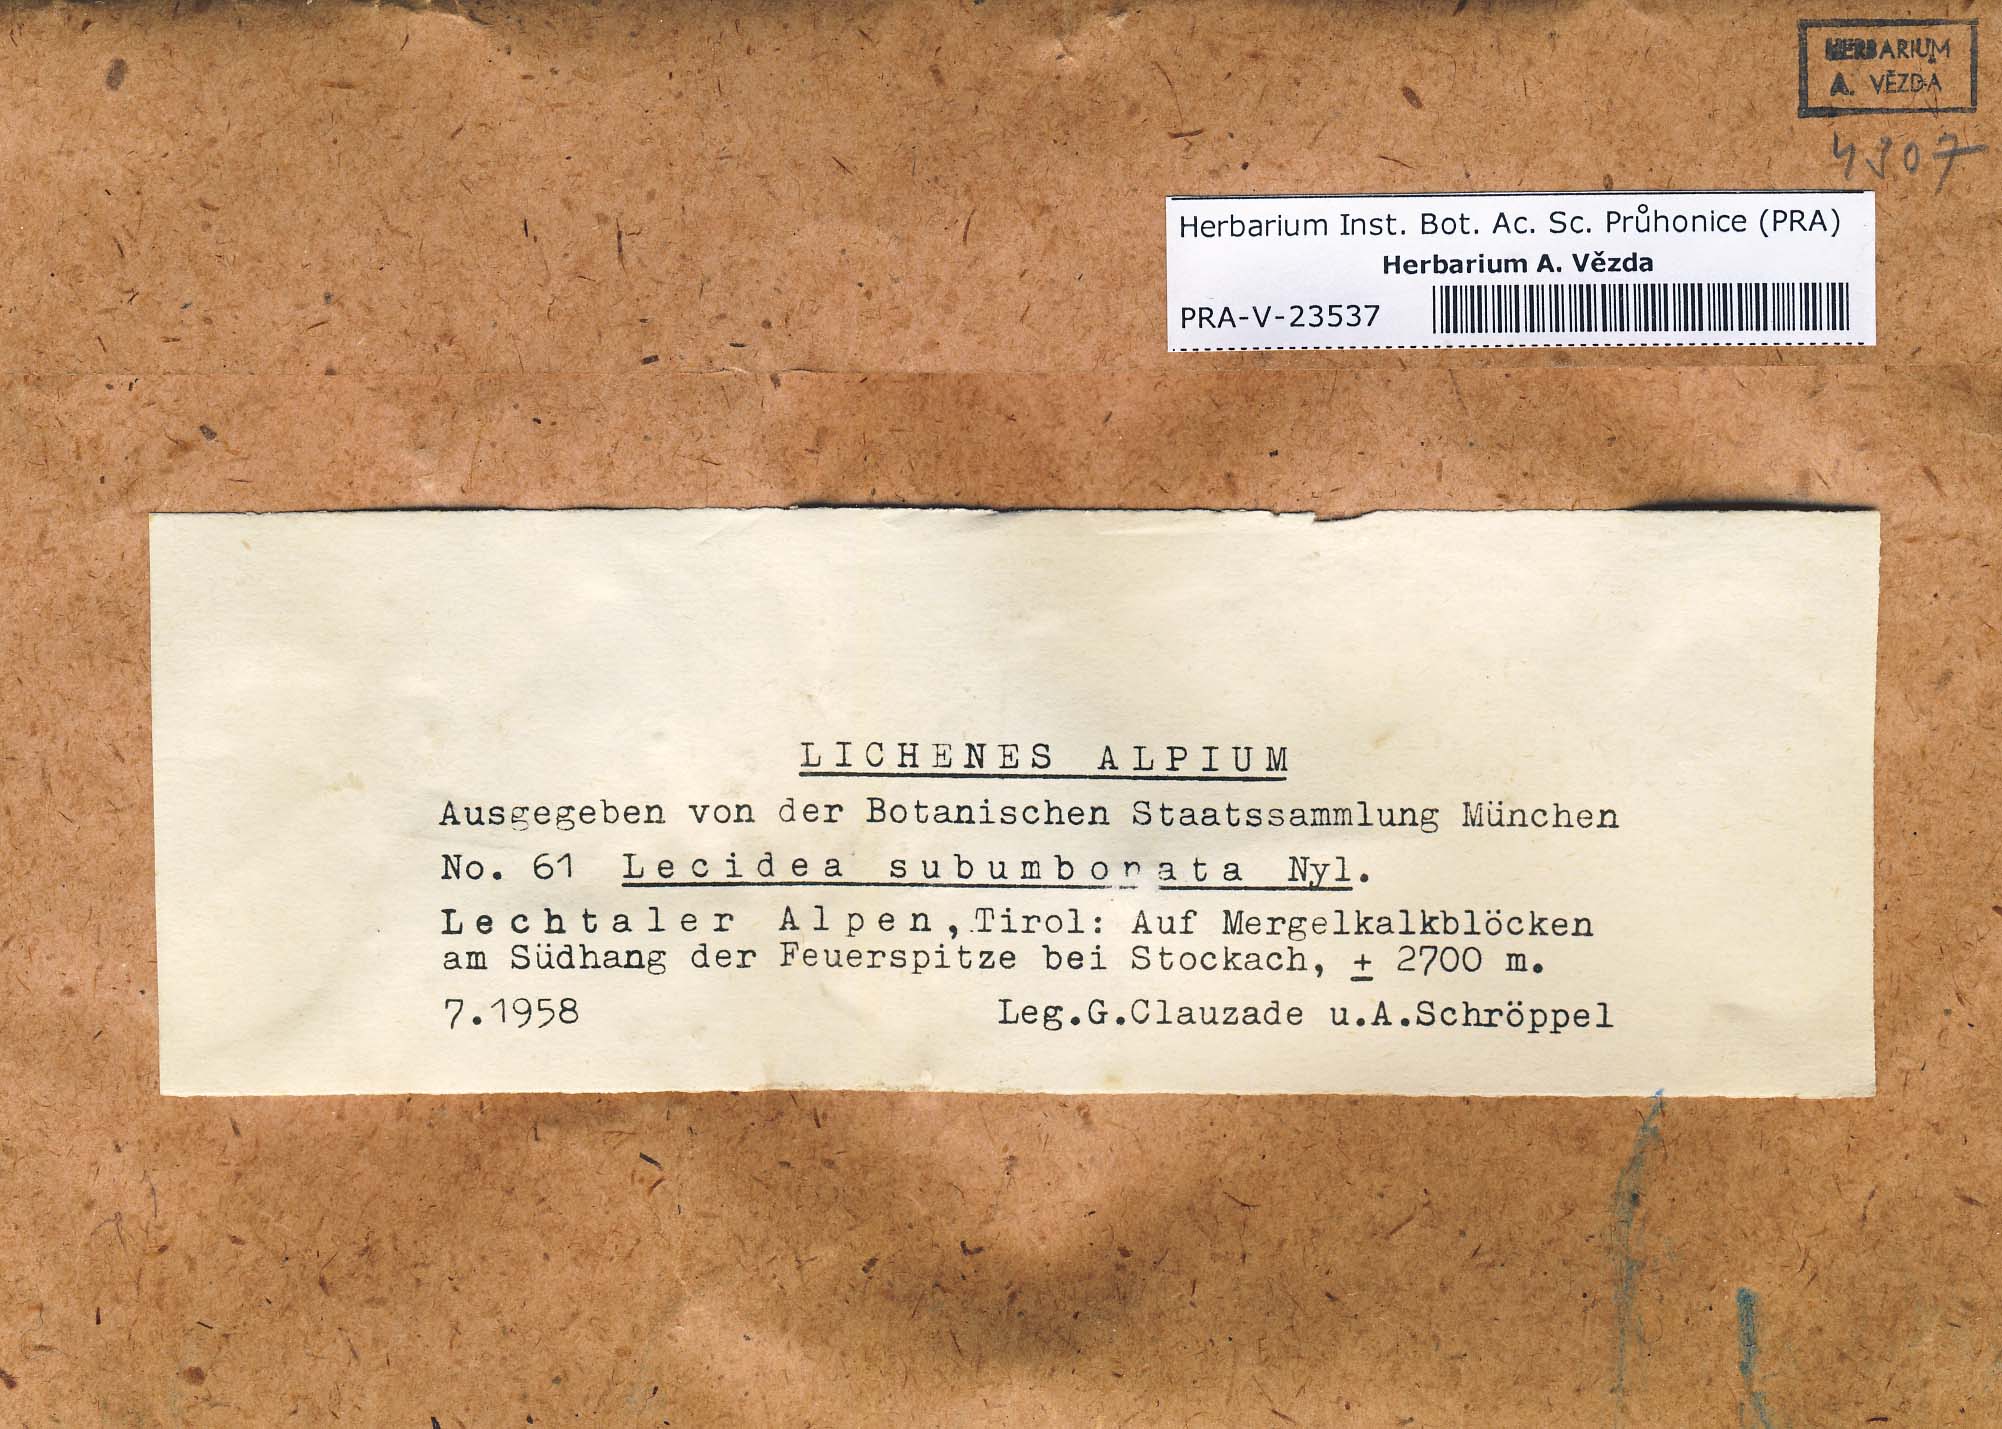 HERBARIUM
A. VĚZDA
4907
Herbarium Inst. Bot. Ac. Sc. Průhonice (PRA)
Herbarium A. Vězda
PRA-V-23537
LICHENES ALPIUM
Ausgegeben von der Botanischen Staatssammlung München
No. 61 Lecidea subumbonata Nyl.
Lechtaler Alpen, Tirol: Auf Mergelkalkblöcken
am Südhang der Feuerspitze bei Stockach, ± 2700 m.
7.1958 Leg.G.Clauzade u.A.Schröppel